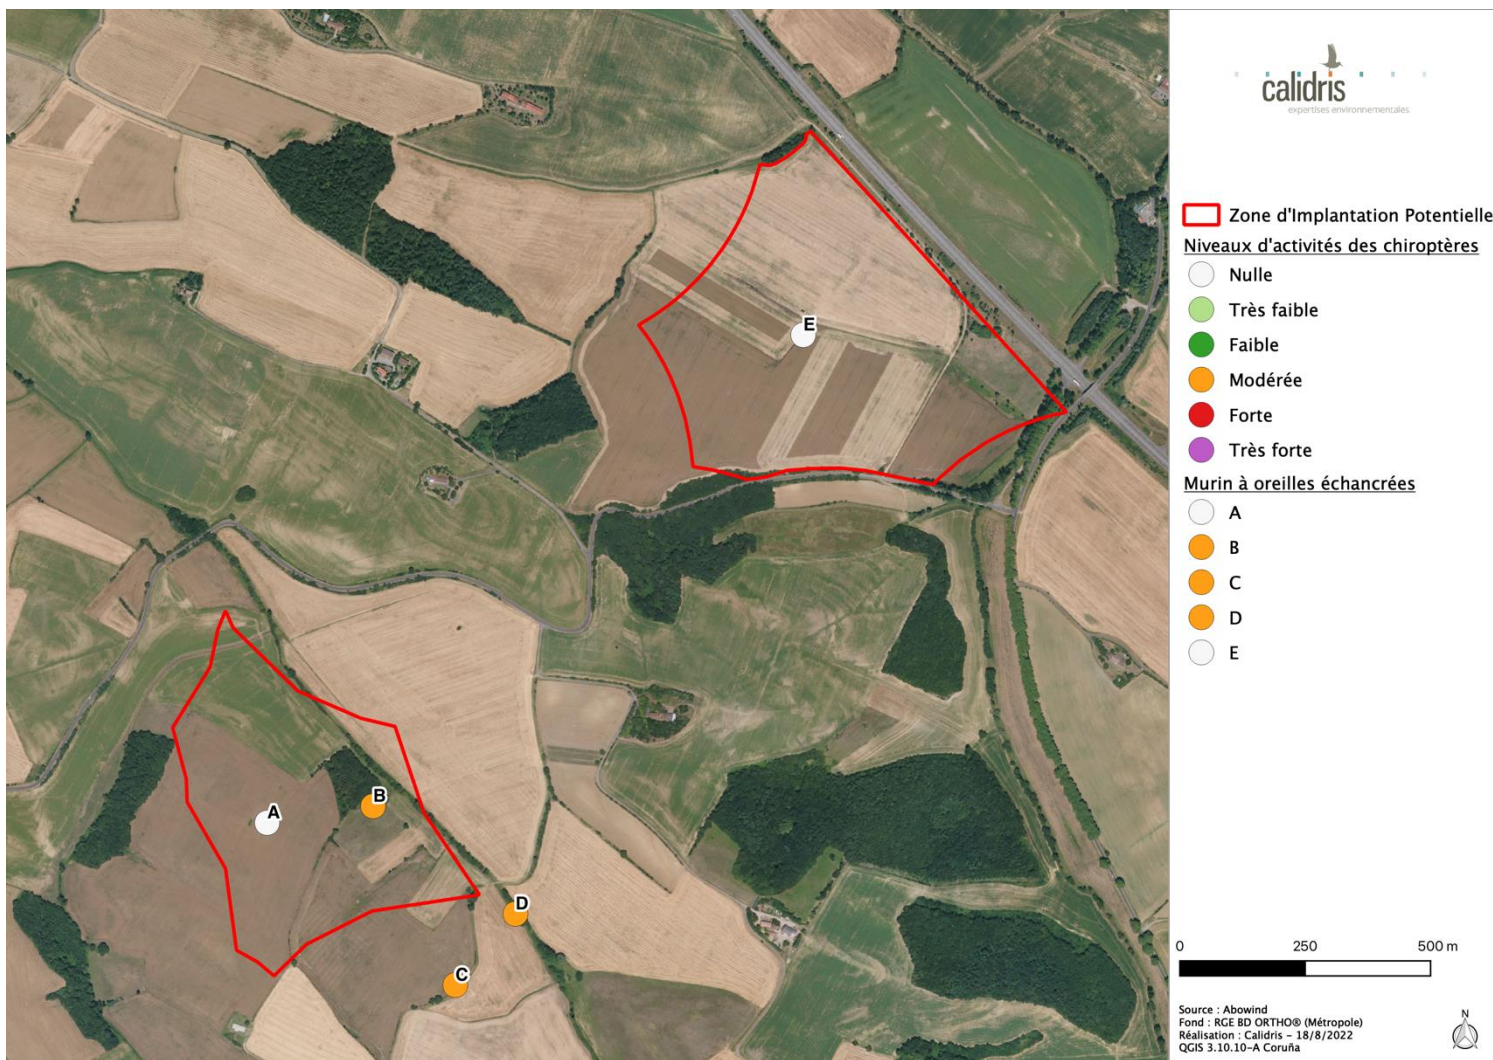 calidris
expertises environnementales
Zone d'Implantation Potentielle
Niveaux d'activités des chiroptères
Nulle
Très faible
Faible
Modérée
Forte
Très forte
Murin à oreilles échancrées
A
B
C
D
E
E
A
B
D
C
0 250 500 m
Source : Abowind
Fond : RGE BD ORTHO® (Métropole)
Réalisation : Calidris - 18/8/2022
QGIS 3.10.10-A Coruña
N